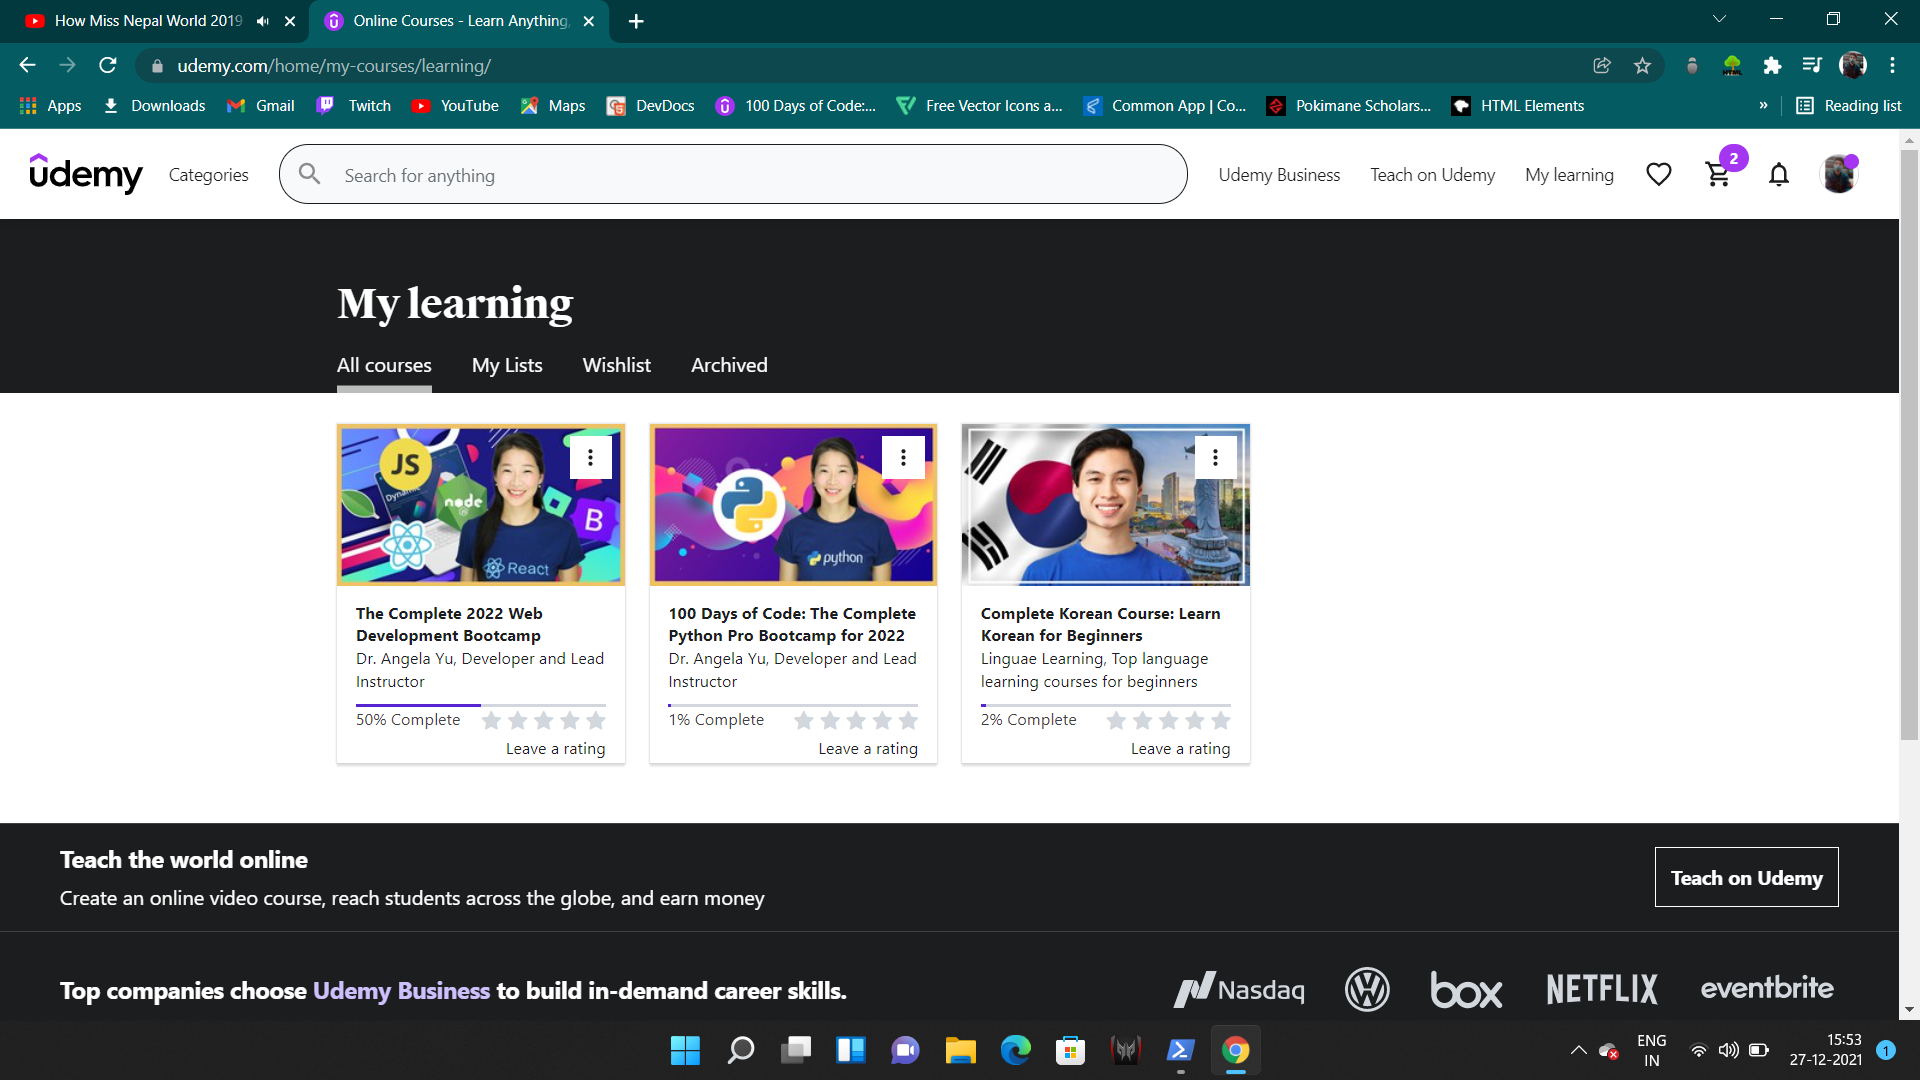 How Miss Nepal World 2019
Online Courses - Learn Anything,
udemy.com/home/my-courses/learning/
Apps
Downloads
Gmail
Twitch
YouTube
Maps
DevDocs
100 Days of Code:...
Free Vector Icons a...
Common App | Co...
Pokimane Scholars...
HTML Elements
»
Reading list
udemy
Categories
Search for anything
Udemy Business
Teach on Udemy
My learning
2
My learning
All courses
My Lists
Wishlist
Archived
JS
Dynamic
node
B
React
python
The Complete 2022 Web
Development Bootcamp
Dr. Angela Yu, Developer and Lead
Instructor
50% Complete
Leave a rating
100 Days of Code: The Complete
Python Pro Bootcamp for 2022
Dr. Angela Yu, Developer and Lead
Instructor
1% Complete
Leave a rating
Complete Korean Course: Learn
Korean for Beginners
Linguae Learning, Top language
learning courses for beginners
2% Complete
Leave a rating
Teach the world online
Create an online video course, reach students across the globe, and earn money
Teach on Udemy
Top companies choose Udemy Business to build in-demand career skills.
Nasdaq
box
NETFLIX
eventbrite
ENG
IN
15:53
27-12-2021
1